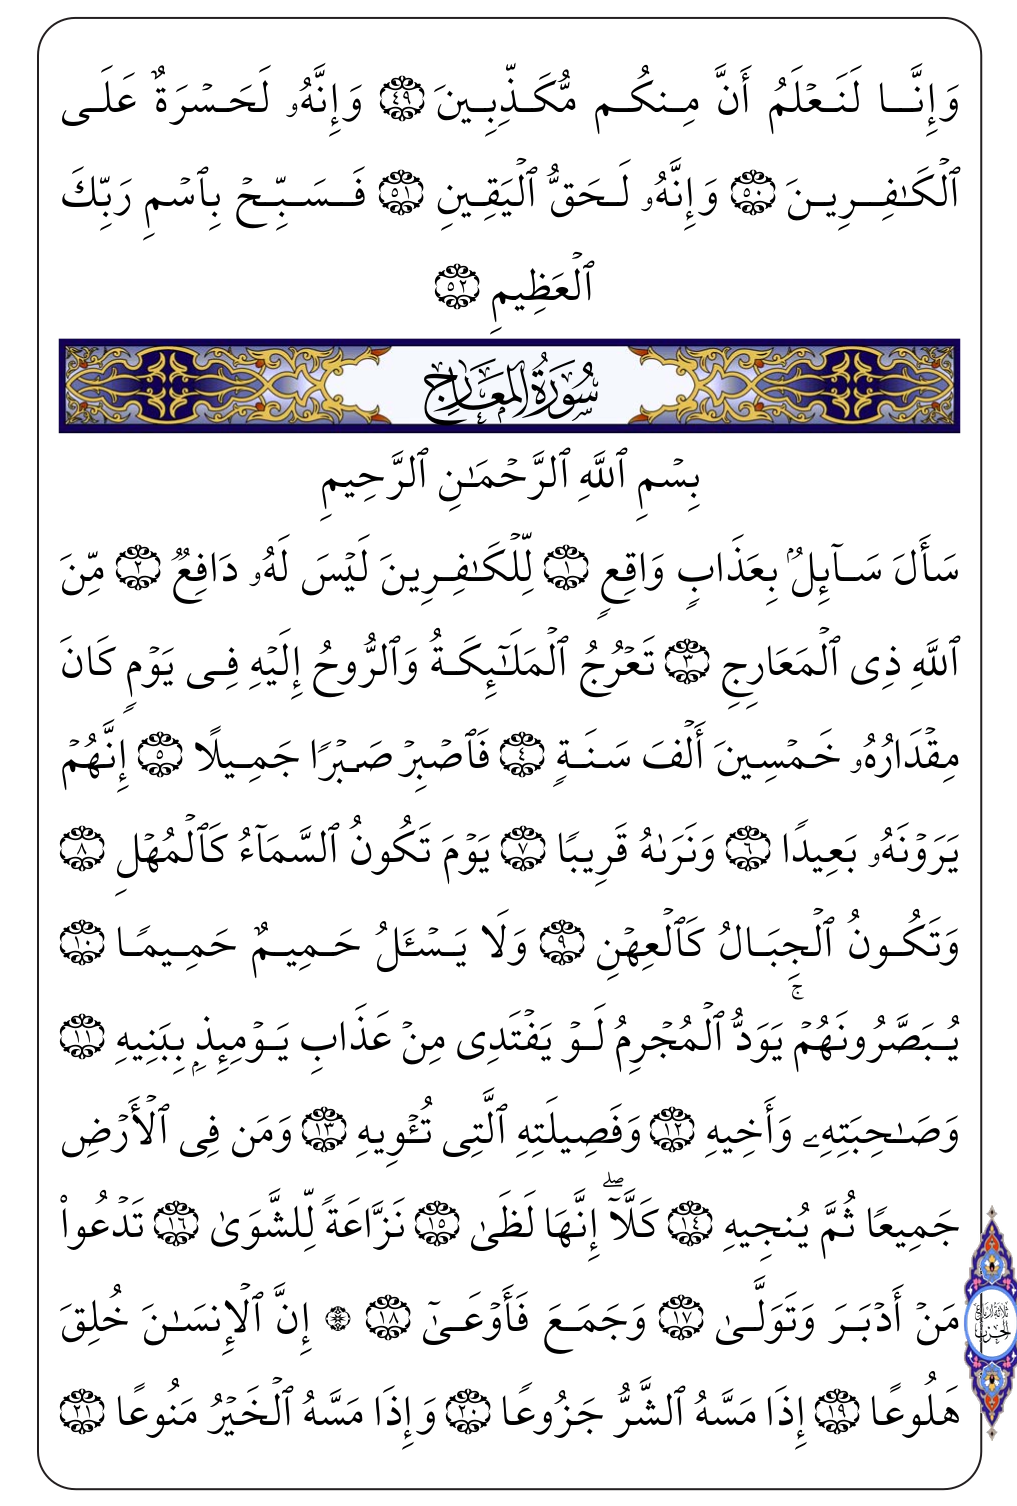 وَإِنَّا لَنَعْلَمُ أَنَّ مِنكُم مُّكَذِّبِينَ ٤٩ وَإِنَّهُۥ لَحَسْرَةٌ عَلَى
ٱلْكَـٰفِرِينَ ٥٠ وَإِنَّهُۥ لَحَقُّ ٱلْيَقِينِ ٥١ فَسَبِّحْ بِٱسْمِ رَبِّكَ
ٱلْعَظِيمِ ٥٢
سُورَةُ المَعَارِجِ
بِسْمِ ٱللَّهِ ٱلرَّحْمَـٰنِ ٱلرَّحِيمِ
سَأَلَ سَآئِلٌۢ بِعَذَابٍ وَاقِعٍ ١ لِّلْكَـٰفِرِينَ لَيْسَ لَهُۥ دَافِعٌ ٢ مِّنَ
ٱللَّهِ ذِى ٱلْمَعَارِجِ ٣ تَعْرُجُ ٱلْمَلَـٰٓئِكَةُ وَٱلرُّوحُ إِلَيْهِ فِى يَوْمٍ كَانَ
مِقْدَارُهُۥ خَمْسِينَ أَلْفَ سَنَةٍ ٤ فَٱصْبِرْ صَبْرًا جَمِيلًا ٥ إِنَّهُمْ
يَرَوْنَهُۥ بَعِيدًا ٦ وَنَرَىٰهُ قَرِيبًا ٧ يَوْمَ تَكُونُ ٱلسَّمَآءُ كَٱلْمُهْلِ ٨
وَتَكُونُ ٱلْجِبَالُ كَٱلْعِهْنِ ٩ وَلَا يَسْـَٔلُ حَمِيمٌ حَمِيمًا ١٠
يُبَصَّرُونَهُمْ ۚ يَوَدُّ ٱلْمُجْرِمُ لَوْ يَفْتَدِى مِنْ عَذَابِ يَوْمِئِذٍۭ بِبَنِيهِ ١١
وَصَـٰحِبَتِهِۦ وَأَخِيهِ ١٢ وَفَصِيلَتِهِ ٱلَّتِى تُـْٔوِيهِ ١٣ وَمَن فِى ٱلْأَرْضِ
جَمِيعًا ثُمَّ يُنجِيهِ ١٤ كَلَّآ ۖ إِنَّهَا لَظَىٰ ١٥ نَزَّاعَةً لِّلشَّوَىٰ ١٦ تَدْعُوا۟
مَنْ أَدْبَرَ وَتَوَلَّىٰ ١٧ وَجَمَعَ فَأَوْعَىٰٓ ١٨ ۞ إِنَّ ٱلْإِنسَـٰنَ خُلِقَ
ثلاثة أرباع الحزب
هَلُوعًا ١٩ إِذَا مَسَّهُ ٱلشَّرُّ جَزُوعًا ٢٠ وَإِذَا مَسَّهُ ٱلْخَيْرُ مَنُوعًا ٢١